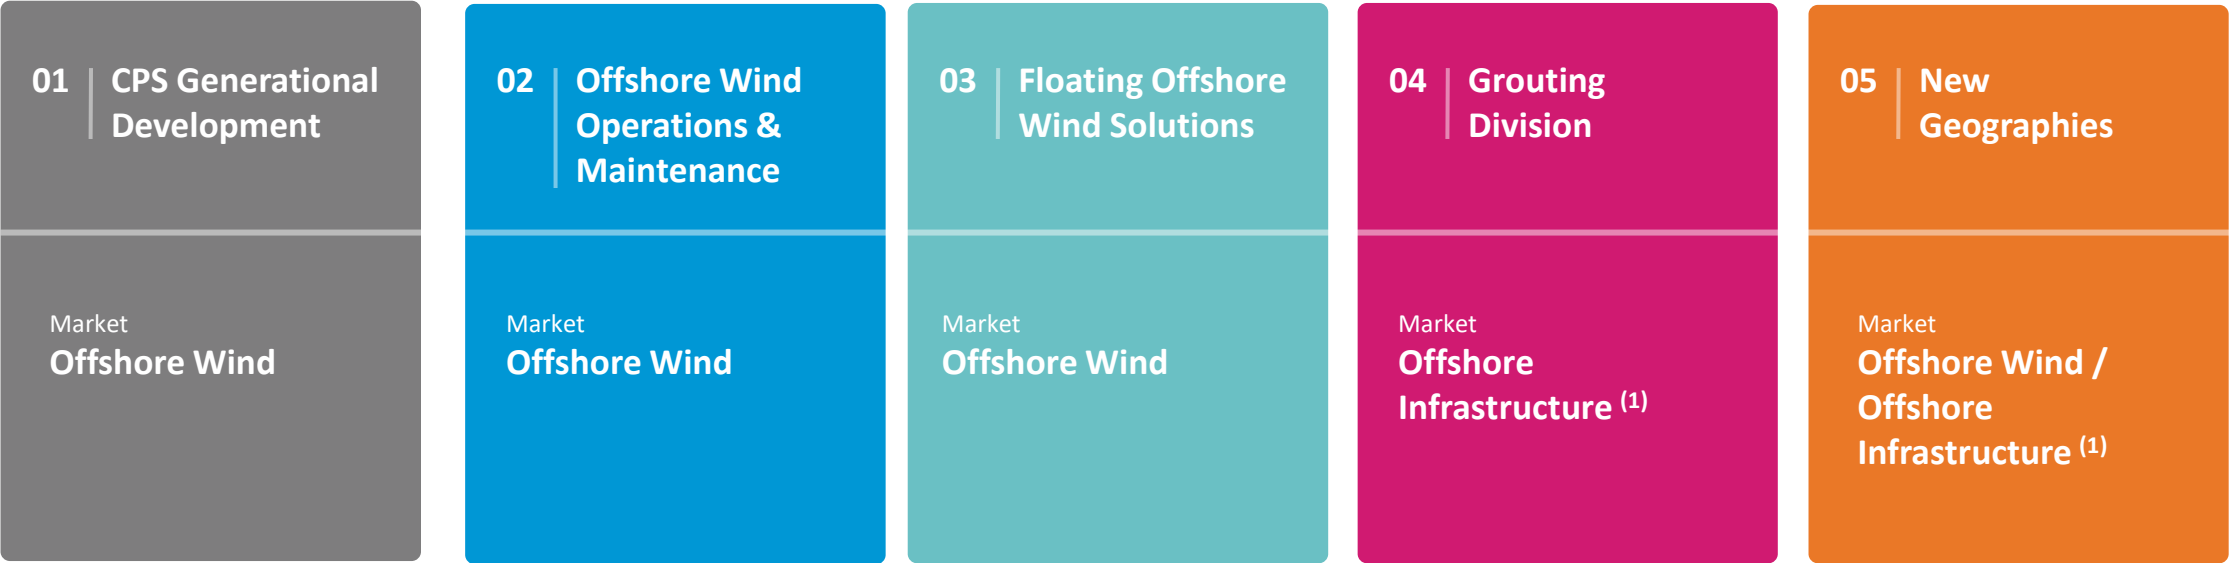 01
CPS Generational
Development
Market
Offshore Wind
02
Offshore Wind
Operations &
Maintenance
Market
Offshore Wind
03
Floating Offshore
Wind Solutions
Market
Offshore Wind
04
Grouting
Division
Market
Offshore
Infrastructure (1)
05
New
Geographies
Market
Offshore Wind /
Offshore
Infrastructure (1)